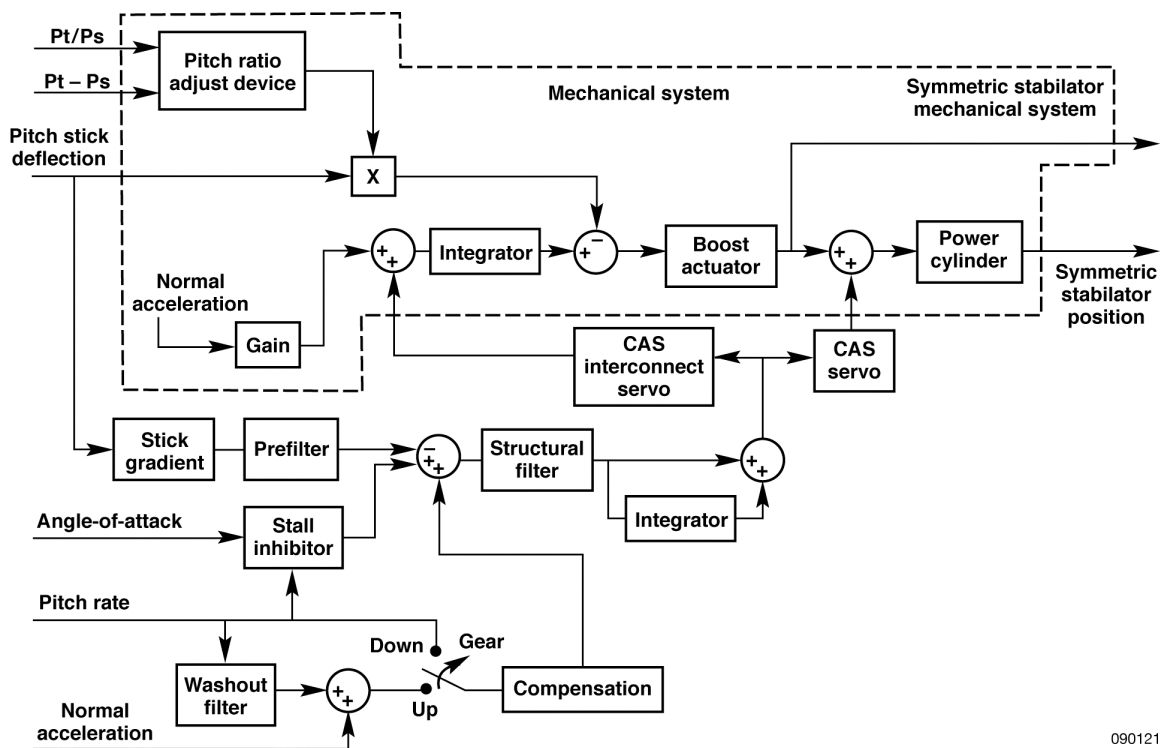 Pt/Ps
Pt – Ps
Pitch ratio
adjust device
Mechanical system
Symmetric stabilator
mechanical system
Pitch stick
deflection
X
+
+
Integrator
–
+
Boost
actuator
+
+
Power
cylinder
Symmetric
stabilator
position
Normal
acceleration
Gain
CAS
interconnect
servo
CAS
servo
Stick
gradient
Prefilter
–
+
+
Structural
filter
+
+
Integrator
Angle-of-attack
Stall
inhibitor
Pitch rate
Down
Gear
Washout
filter
+
+
Up
Compensation
Normal
acceleration
090121